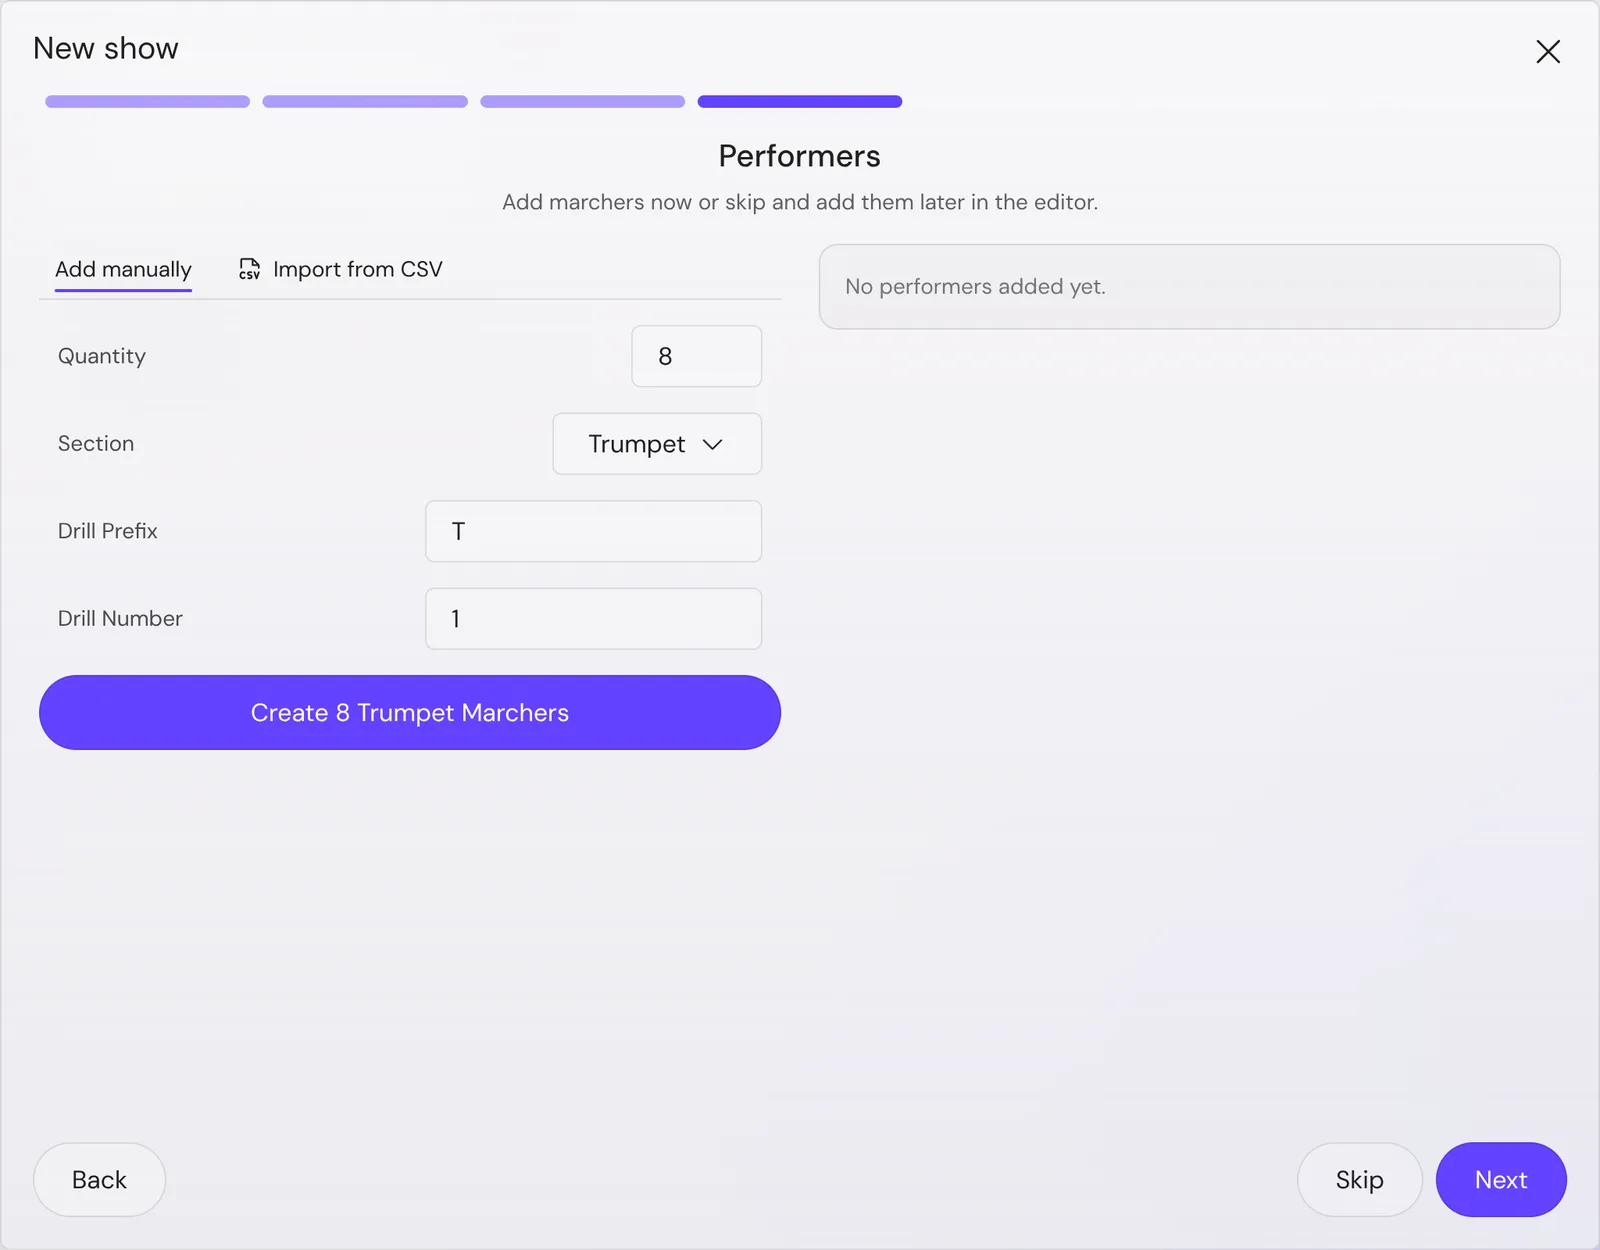 New show
Performers
Add marchers now or skip and add them later in the editor.
Add manually
CSV Import from CSV
No performers added yet.
Quantity
8
Section
Trumpet
Drill Prefix
T
Drill Number
1
Create 8 Trumpet Marchers
Back
Skip
Next